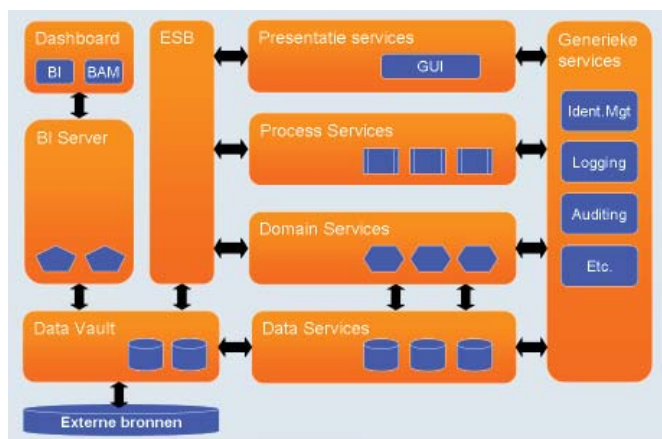 Dashboard
BI
BAM
ESB
Presentatie services
GUI
Generieke
services
Ident.Mgt
Logging
Auditing
Etc.
BI Server
Process Services
Domain Services
Data Vault
Data Services
Externe bronnen